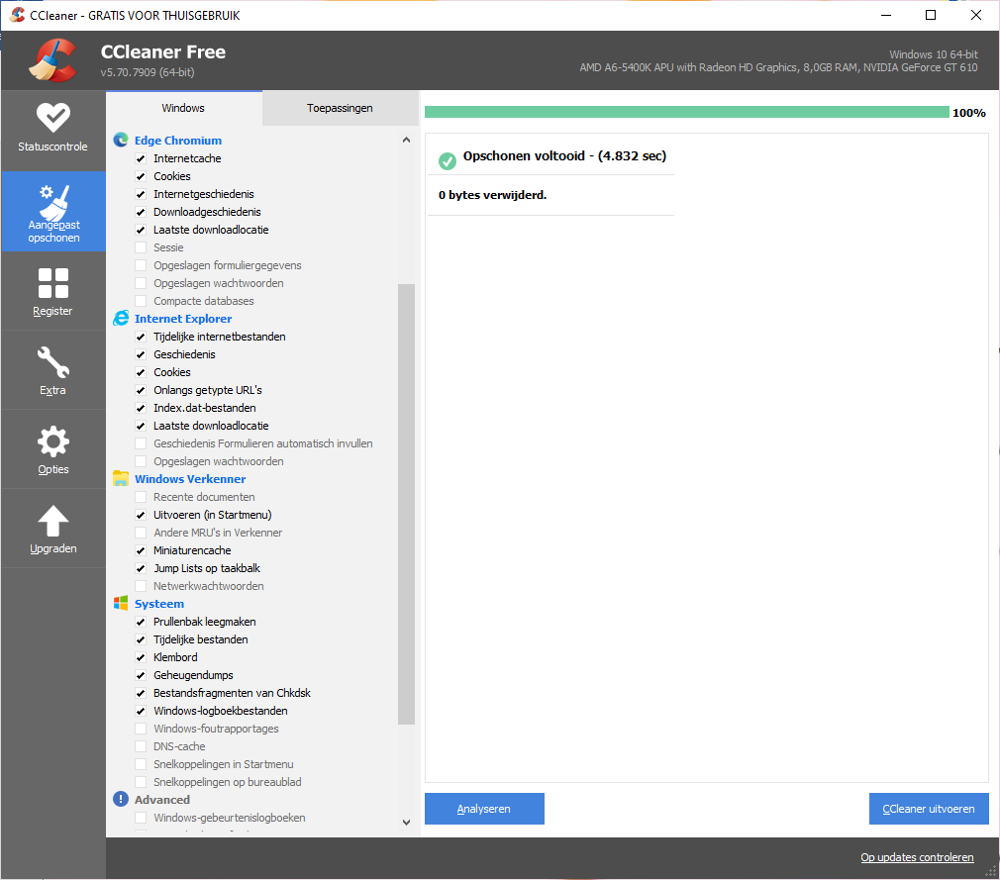 CCleaner - GRATIS VOOR THUISGEBRUIK
CCleaner Free
v5.70.7909 (64-bit)
Windows 10 64-bit
AMD A6-5400K APU with Radeon HD Graphics, 8,0GB RAM, NVIDIA GeForce GT 610
Statuscontrole
Aangepast
opschonen
Register
Extra
Opties
Upgraden
Windows
Toepassingen
Edge Chromium
Internetcache
Cookies
Internetgeschiedenis
Downloadgeschiedenis
Laatste downloadlocatie
Sessie
Opgeslagen formuliergegevens
Opgeslagen wachtwoorden
Compacte databases
Internet Explorer
Tijdelijke internetbestanden
Geschiedenis
Cookies
Onlangs getypte URL's
Index.dat-bestanden
Laatste downloadlocatie
Geschiedenis Formulieren automatisch invullen
Opgeslagen wachtwoorden
Windows Verkenner
Recente documenten
Uitvoeren (in Startmenu)
Andere MRU's in Verkenner
Miniaturencache
Jump Lists op taakbalk
Netwerkwachtwoorden
Systeem
Prullenbak leegmaken
Tijdelijke bestanden
Klembord
Geheugendumps
Bestandsfragmenten van Chkdsk
Windows-logboekbestanden
Windows-foutrapportages
DNS-cache
Snelkoppelingen in Startmenu
Snelkoppelingen op bureaublad
Advanced
Windows-gebeurtenislogboeken
100%
Opschonen voltooid - (4.832 sec)
0 bytes verwijderd.
Analyseren
CCleaner uitvoeren
Op updates controleren